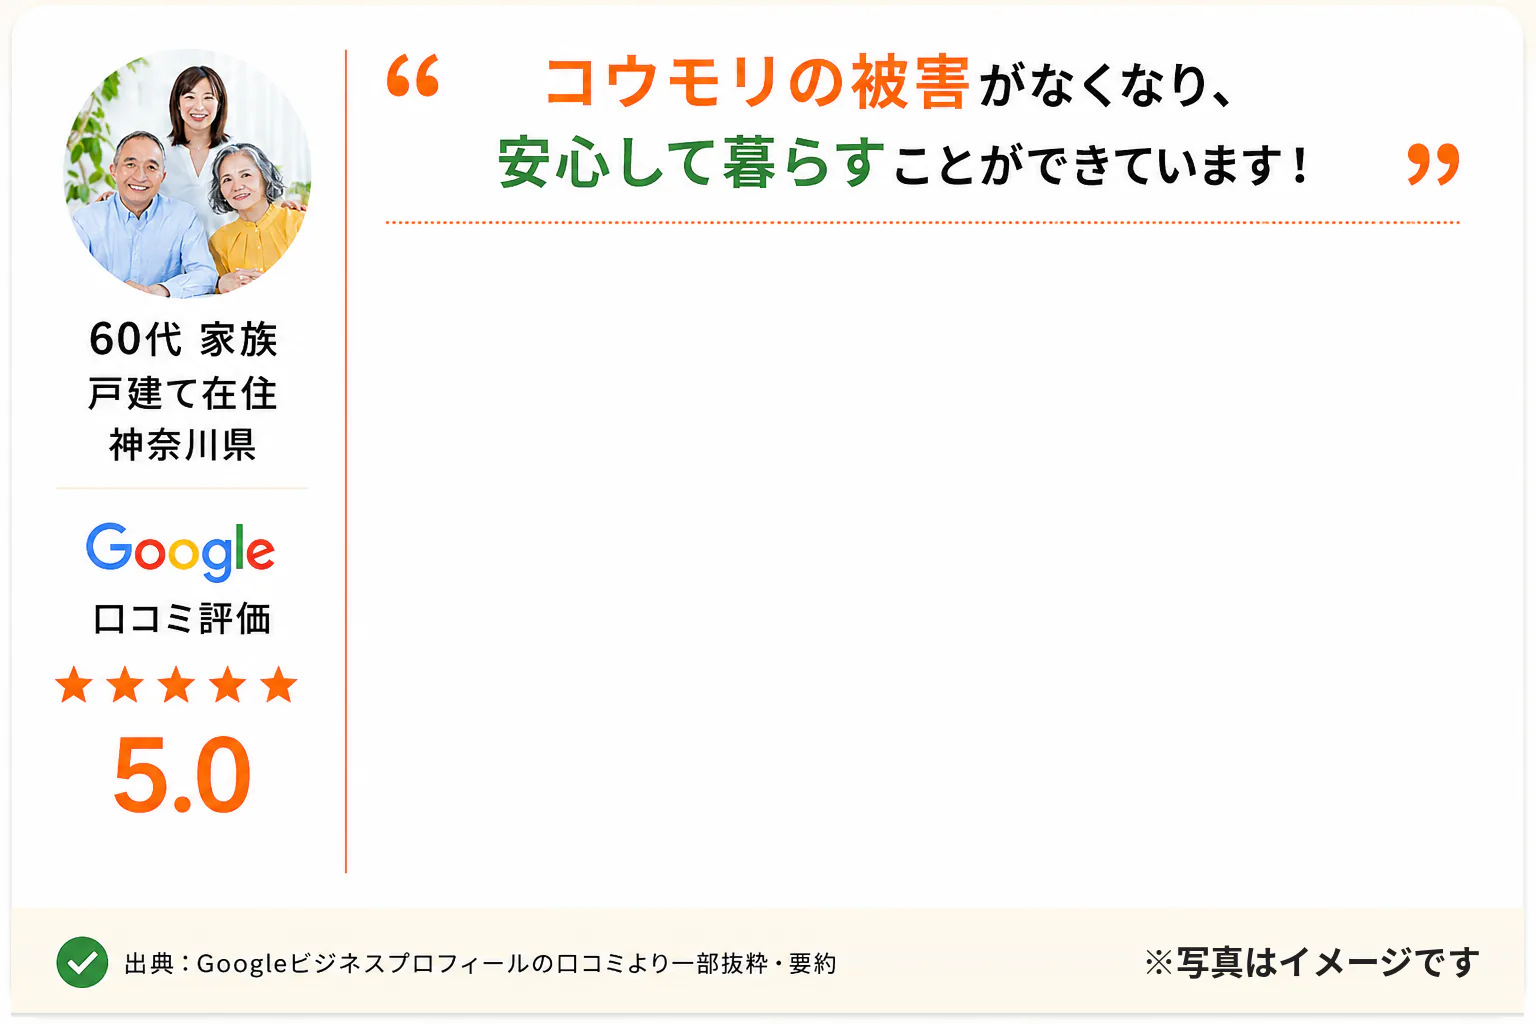 “ コウモリの被害がなくなり、
安心して暮らすことができています！ ”
60代 家族
戸建て在住
神奈川県
Google
口コミ評価
★★★★★
5.0
出典：Googleビジネスプロフィールの口コミより一部抜粋・要約
※写真はイメージです